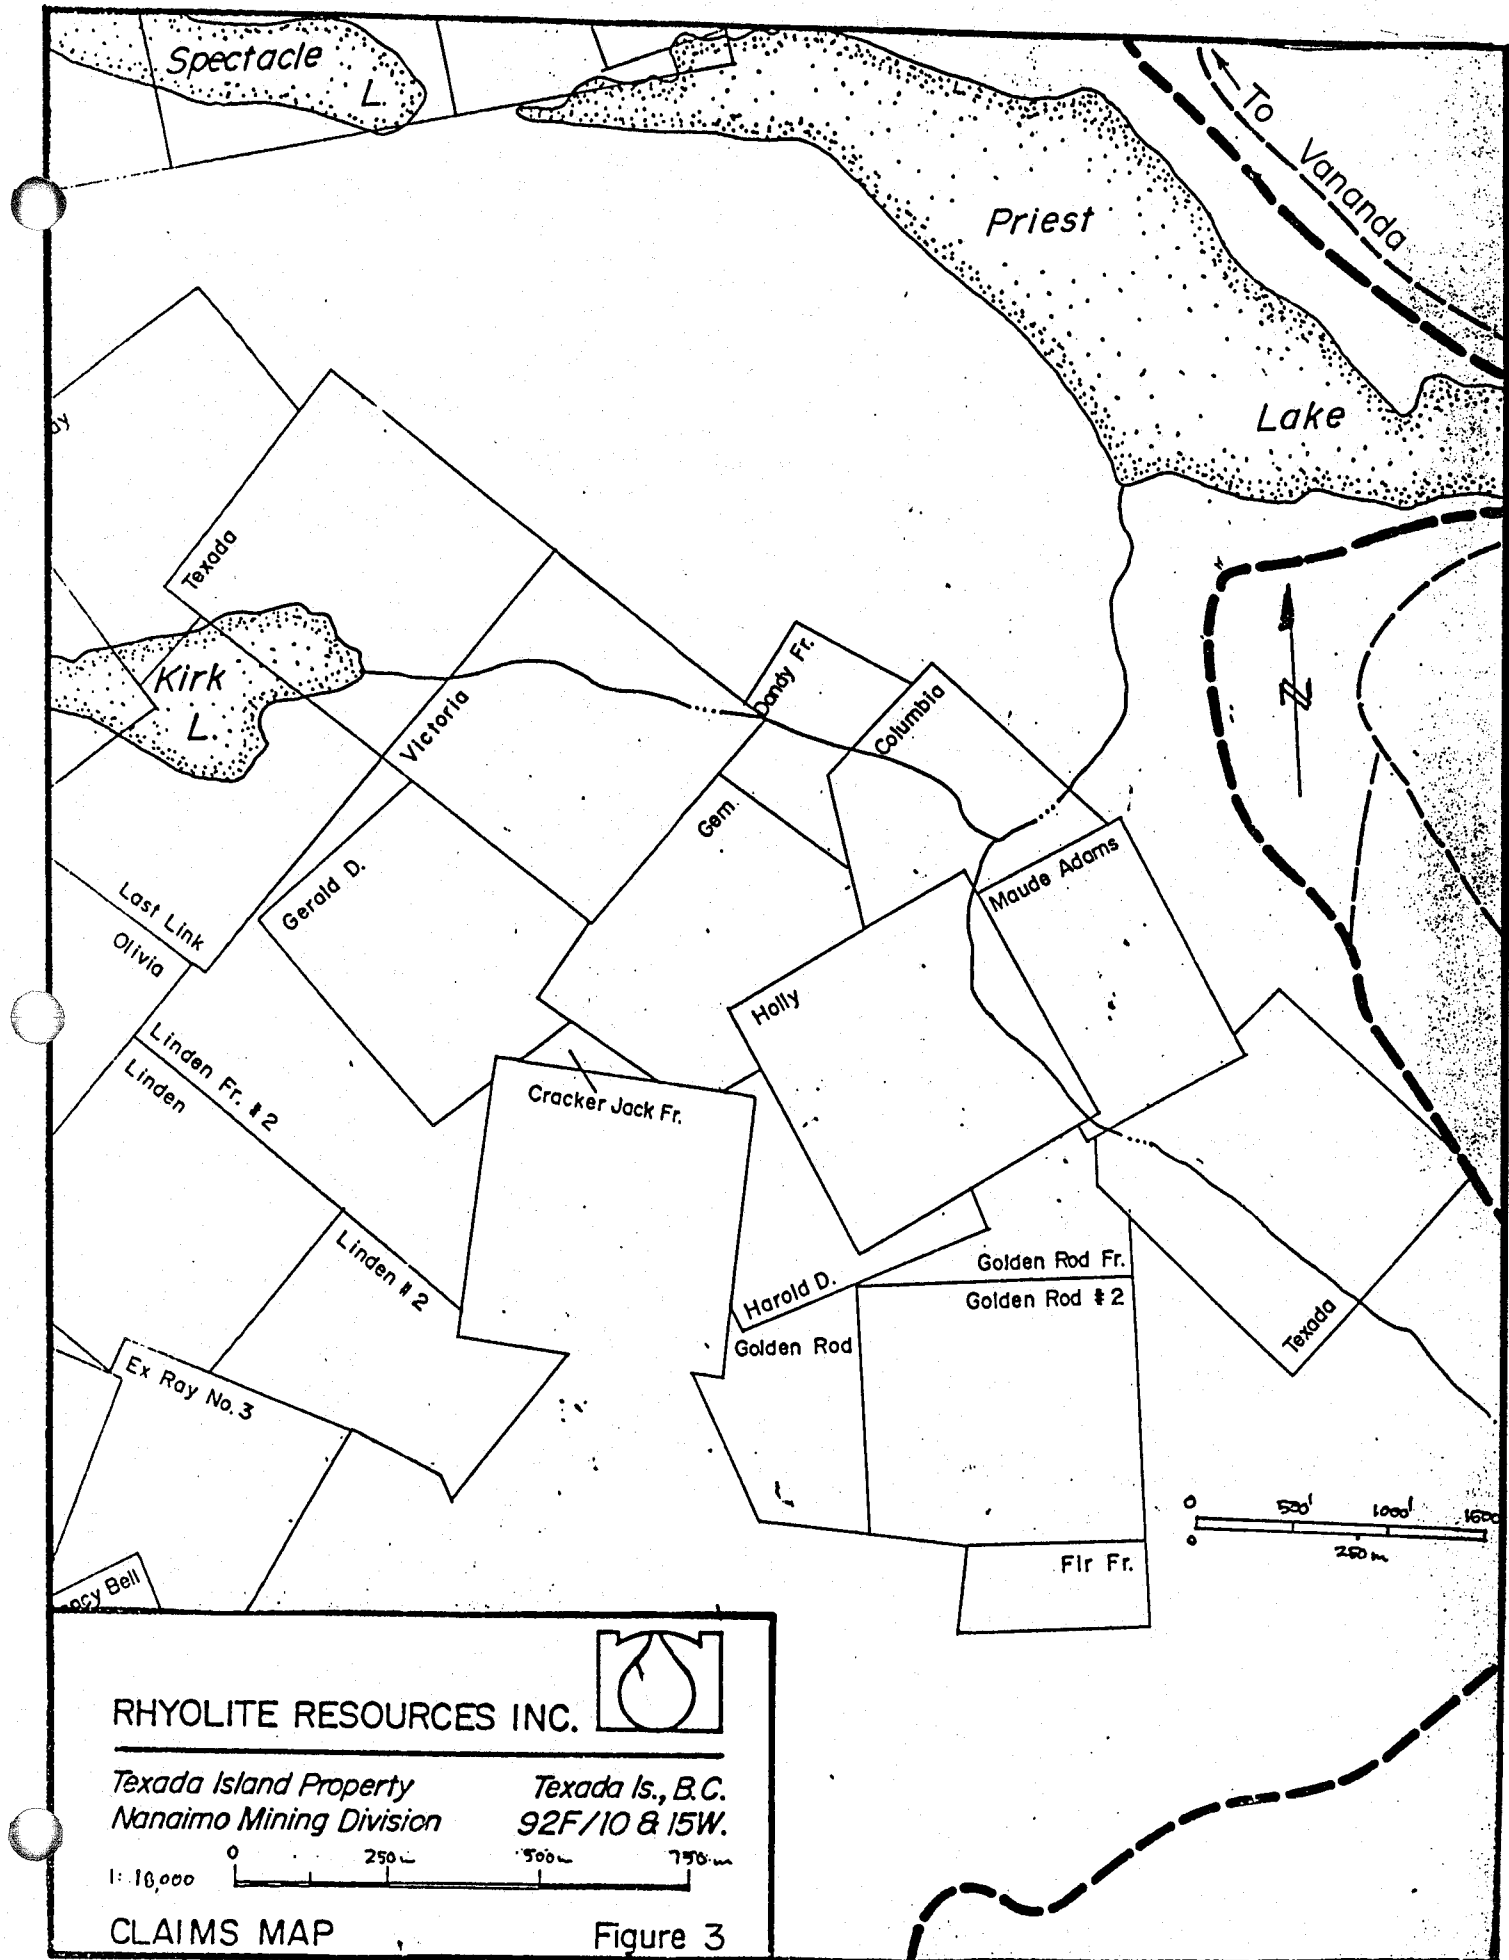 Spectacle
L.
To
Vananda
Priest
Lake
Texada
Kirk
L.
Victoria
Dandy Fr.
Columbia
Gem
Maude Adams
Gerald D.
Last Link
Olivia
Holly
Linden Fr. #2
Linden
Cracker Jack Fr.
N
Linden #2
Harold D.
Golden Rod Fr.
Golden Rod #2
Golden Rod
Texada
Ex Ray No. 3
0 500' 1000' 1500
0 250 m
Fir Fr.
RHYOLITE RESOURCES INC.
Texada Island Property Texada Is., B.C.
Nanaimo Mining Division 92F/10 & 15W.
0 250 m 500 m 750 m
1: 10,000
CLAIMS MAP Figure 3